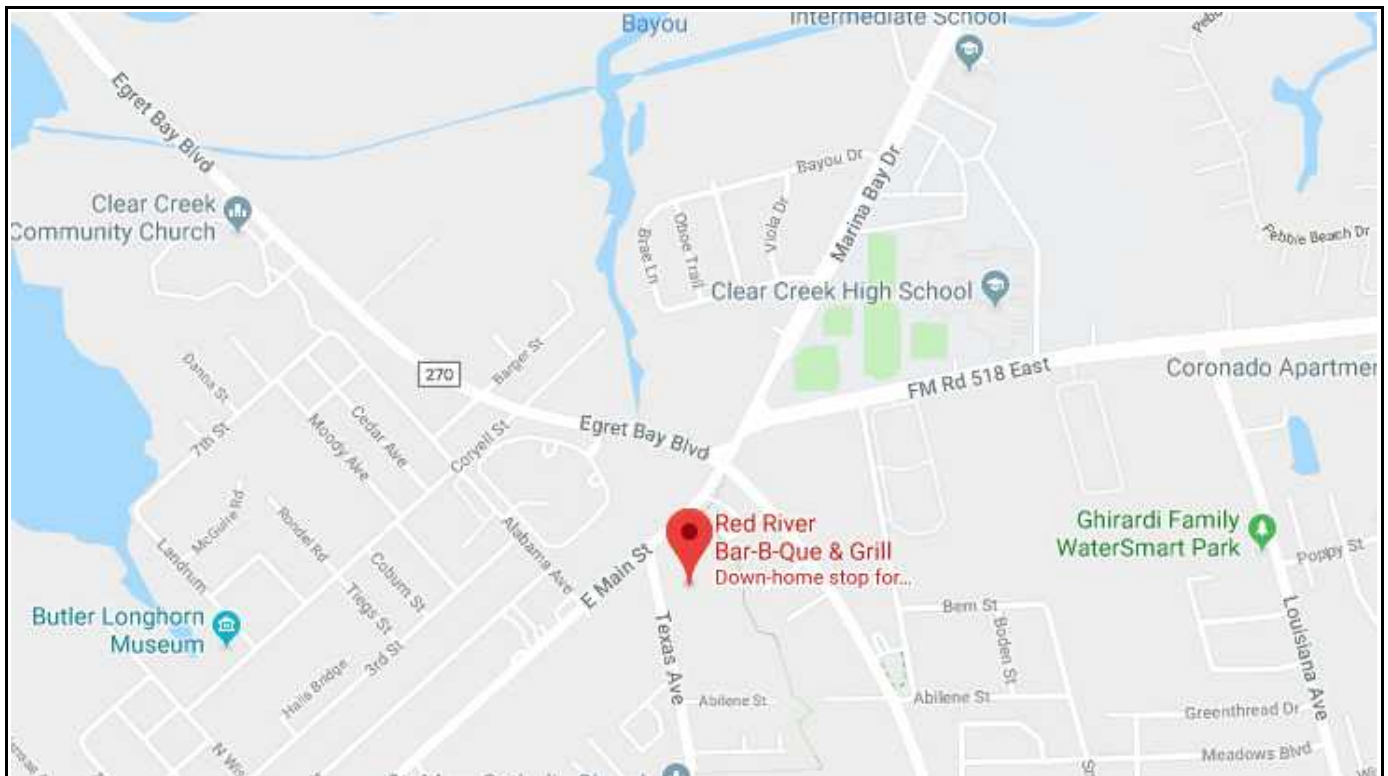 Bayou
Intermediate School
Egret Bay Blvd
Clear Creek
Community Church
Bayou Dr
Marina Bay Dr
Brae Ln
Oboe Trail
Viola Dr
Pebble Beach Dr
Clear Creek High School
270
Barger St
FM Rd 518 East
Coronado Apartmer
Danna St
7th St
Moody Ave
Cedar Ave
Coryell St
Egret Bay Blvd
McGuire Rd
Landrum
Rondel Rd
Alabama Ave
Coburn St
Tiegs St
3rd St
Halls Bridge
E Main St
Red River
Bar-B-Que & Grill
Down-home stop for...
Ghirardi Family
WaterSmart Park
Poppy St
Butler Longhorn
Museum
Texas Ave
Bern St
Boden St
Louisiana Ave
Abilene St
Abilene St
Greenthread Dr
Meadows Blvd